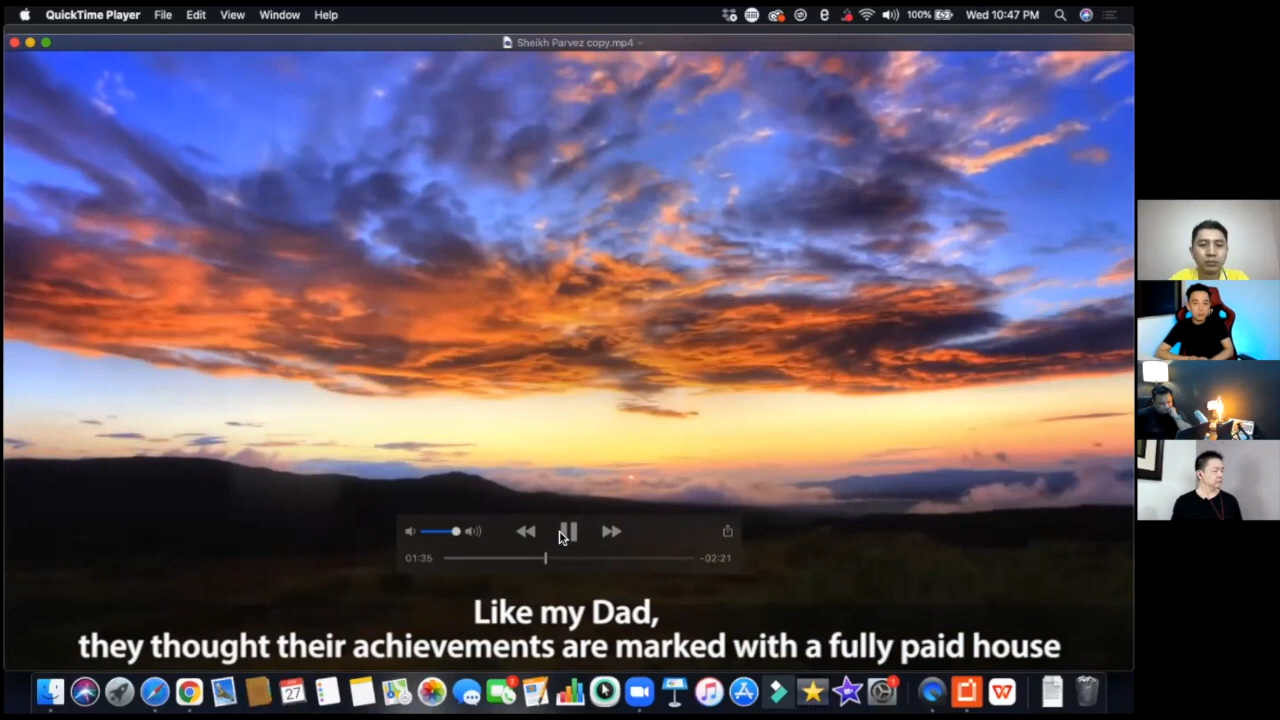 QuickTime Player File Edit View Window Help 100% Wed 10:47 PM
Sheikh Parvez copy.mp4
01:35 -02:21
Like my Dad,
they thought their achievements are marked with a fully paid house
27